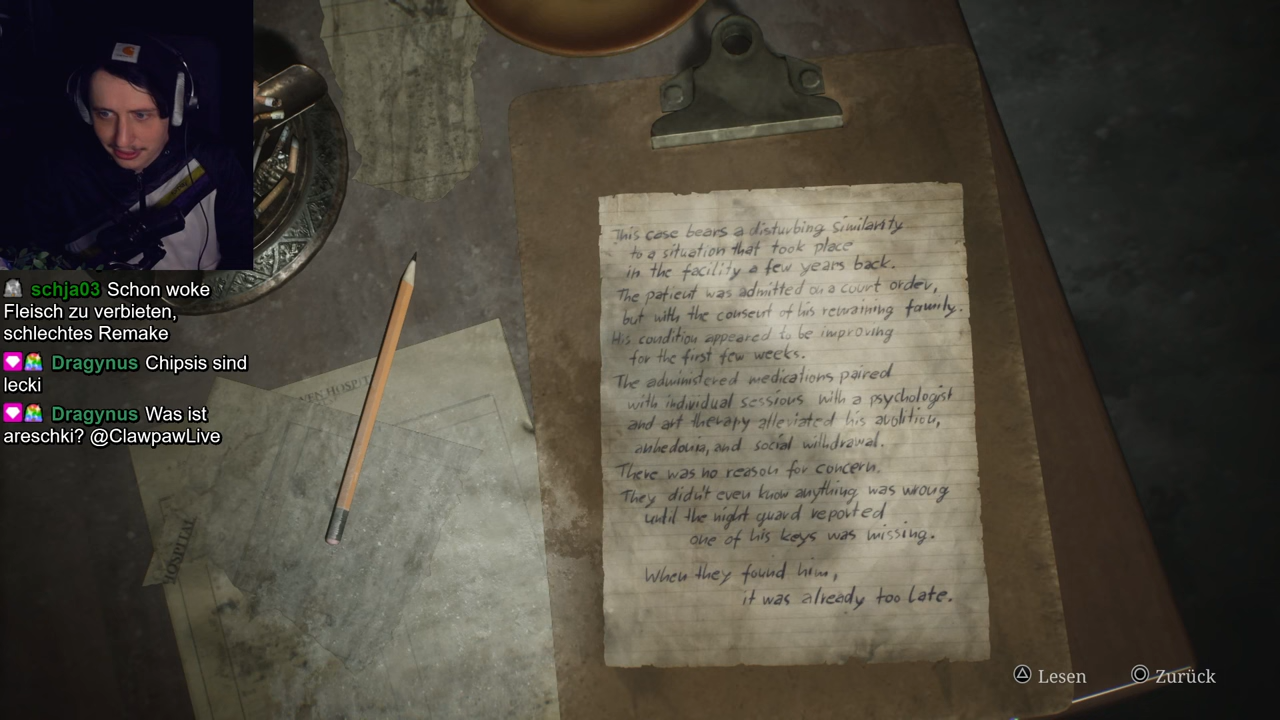 schja03 Schon woke
Fleisch zu verbieten,
schlechtes Remake
Dragynus Chipsis sind
lecki
Dragynus Was ist
areschki? @ClawpawLive
VEN HOSPIT
HOSPITAL
This case bears a disturbing similarity
to a situation that took place
in the facility a few years back.
The patient was admitted on a court order,
but with the consent of his remaining family.
His condition appeared to be improving
for the first few weeks.
The administered medications paired
with individual sessions with a psychologist
and art therapy alleviated his avolition,
anhedonia, and social withdrawal.
There was no reason for concern.
They didn't even know anything was wrong
until the night guard reported
one of his keys was missing.
When they found him,
it was already too late.
Lesen
Zurück